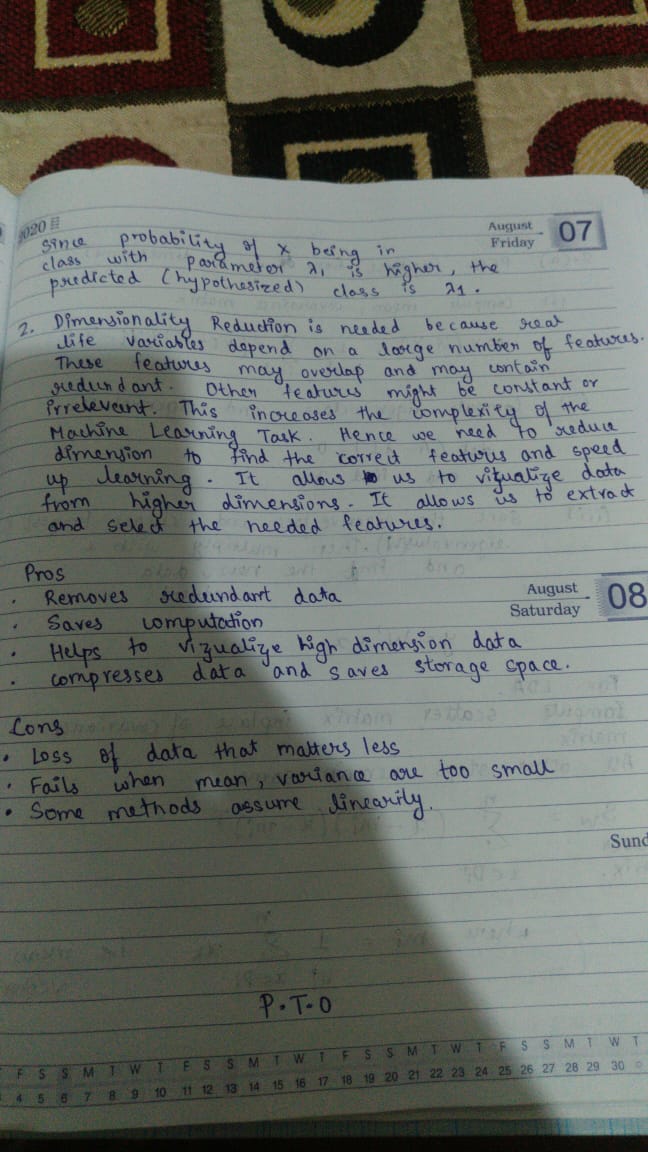 2020
August
Friday
07
Since probability of x being in
class with parameter λ1 is higher, the
predicted (hypothesized) class is λ1.
2. Dimensionality Reduction is needed because real
life variables depend on a large number of features.
These features may overlap and may contain
redundant. Other features might be constant or
irrelevant. This increases the complexity of the
Machine Learning Task. Hence we need to reduce
dimension to find the correct features and speed
up learning. It allows us to vizualize data
from higher dimensions. It allows us to extract
and select the needed features.
Pros
August
Saturday
08
• Removes redundant data
• Saves computation
• Helps to vizualize high dimension data
• compresses data and saves storage space.
Cons
• Loss of data that matters less
• Fails when mean, variance are too small
• Some methods assume linearily.
Sund
P.T.O
F S S M T W T F S S M T W T F S S M T W T F S S M T W T
4 5 6 7 8 9 10 11 12 13 14 15 16 17 18 19 20 21 22 23 24 25 26 27 28 29 30